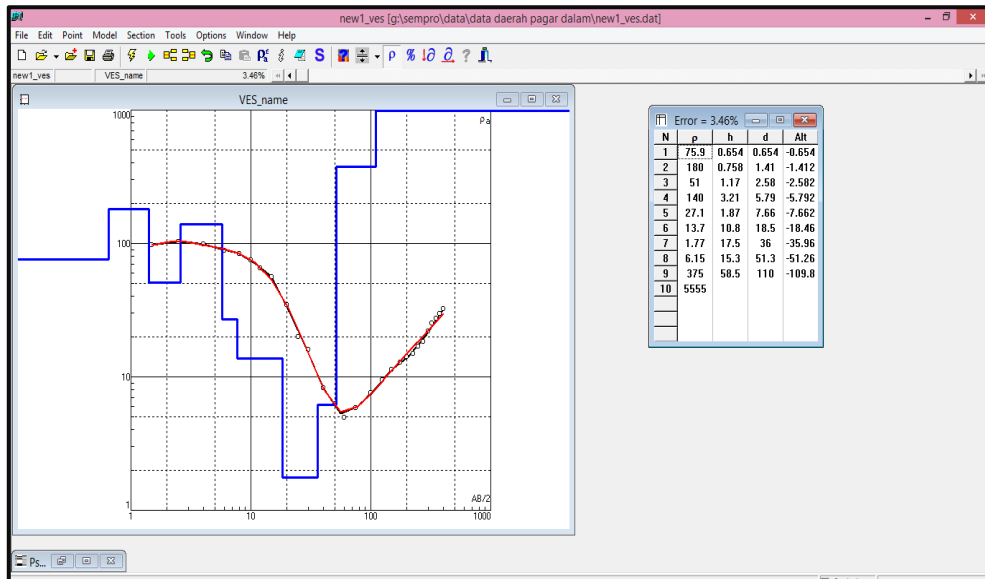 new1_ves [g:\sempro\data\data daerah pagar dalam\new1_ves.dat]
File Edit Point Model Section Tools Options Window Help
new1_ves VES_name 3.46%
VES_name
1000 ρa
100
10
1 AB/2
1 10 100 1000
Error = 3.46%
N ρ h d Alt
1 75.9 0.654 0.654 -0.654
2 180 0.758 1.41 -1.412
3 51 1.17 2.58 -2.582
4 140 3.21 5.79 -5.792
5 27.1 1.87 7.66 -7.662
6 13.7 10.8 18.5 -18.46
7 1.77 17.5 36 -35.96
8 6.15 15.3 51.3 -51.26
9 375 58.5 110 -109.8
10 5555
Ps...